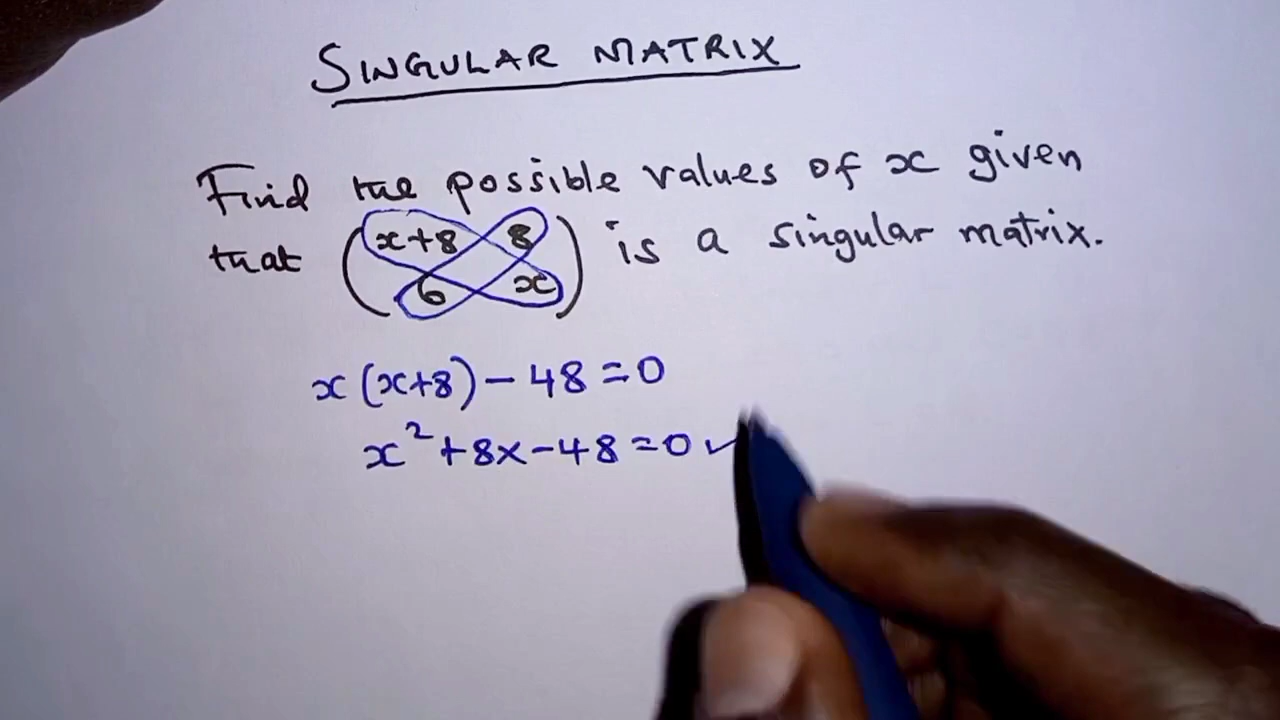 SINGULAR MATRIX
Find the possible values of x given
that (x+8 8
6 x) is a singular matrix.
x(x+8) - 48 = 0
x² + 8x - 48 = 0 ✓